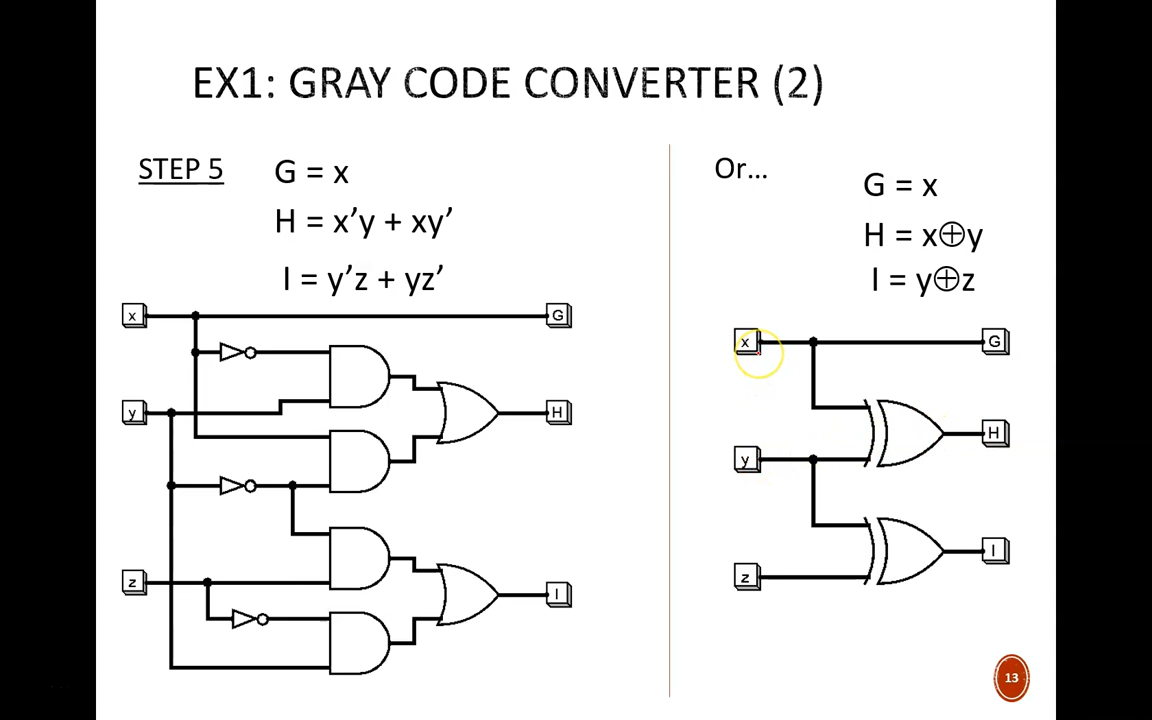 EX1: GRAY CODE CONVERTER (2)
STEP 5
G = x
H = x’y + xy’
I = y’z + yz’
x
G
y
H
z
I
Or…
G = x
H = x⊕y
I = y⊕z
x
G
y
H
z
I
13